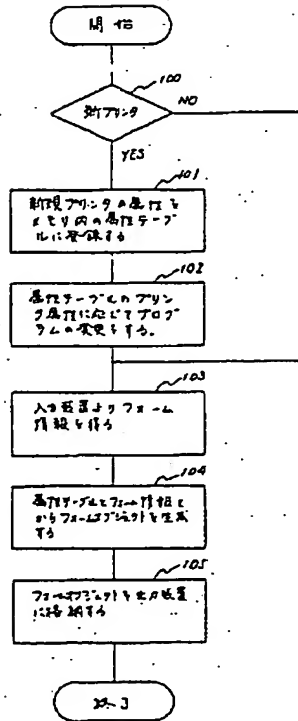 開始
100
新プリンタ
NO
YES
101
新規プリンタの属性を
メモリ内の属性テーブ
ルに登録する
102
属性テーブルのプリン
タ属性に応じてプログ
ラムの変更をする。
103
入力装置よりフォーム
情報を得る
104
属性テーブルとフォーム情報と
からフォームオブジェクトを生成
する
105
フォームオブジェクトを出力装置
に格納する
終了